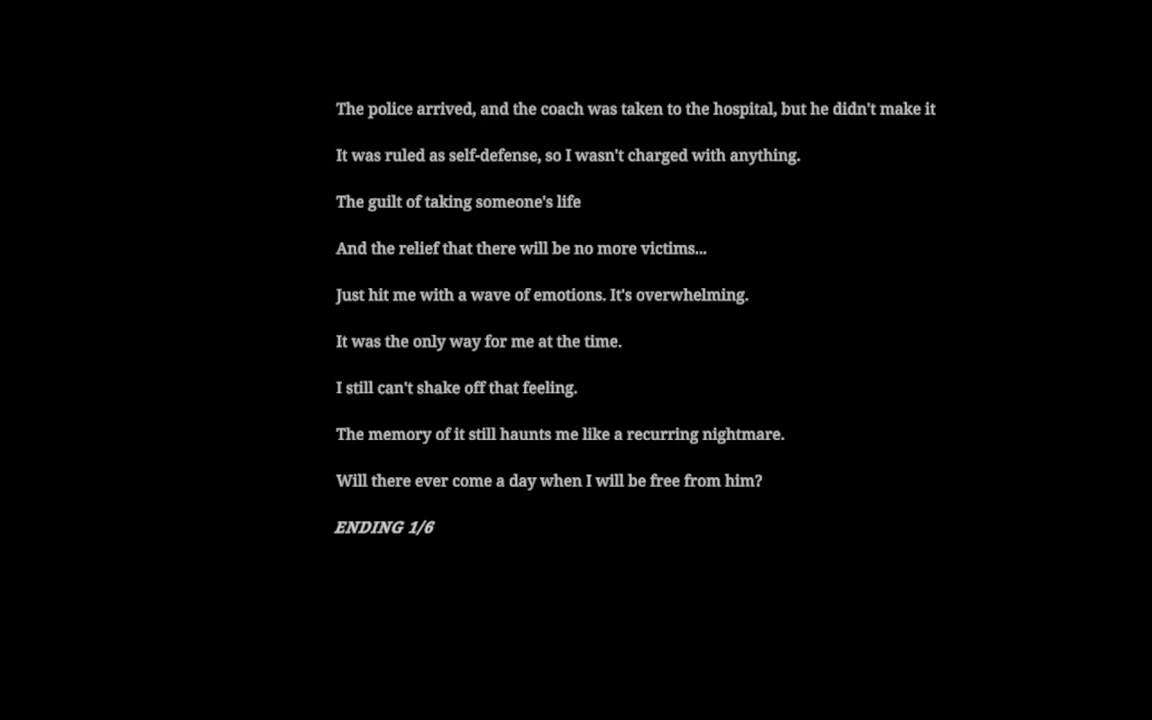 The police arrived, and the coach was taken to the hospital, but he didn't make it
It was ruled as self-defense, so I wasn't charged with anything.
The guilt of taking someone's life
And the relief that there will be no more victims...
Just hit me with a wave of emotions. It's overwhelming.
It was the only way for me at the time.
I still can't shake off that feeling.
The memory of it still haunts me like a recurring nightmare.
Will there ever come a day when I will be free from him?
ENDING 1/6